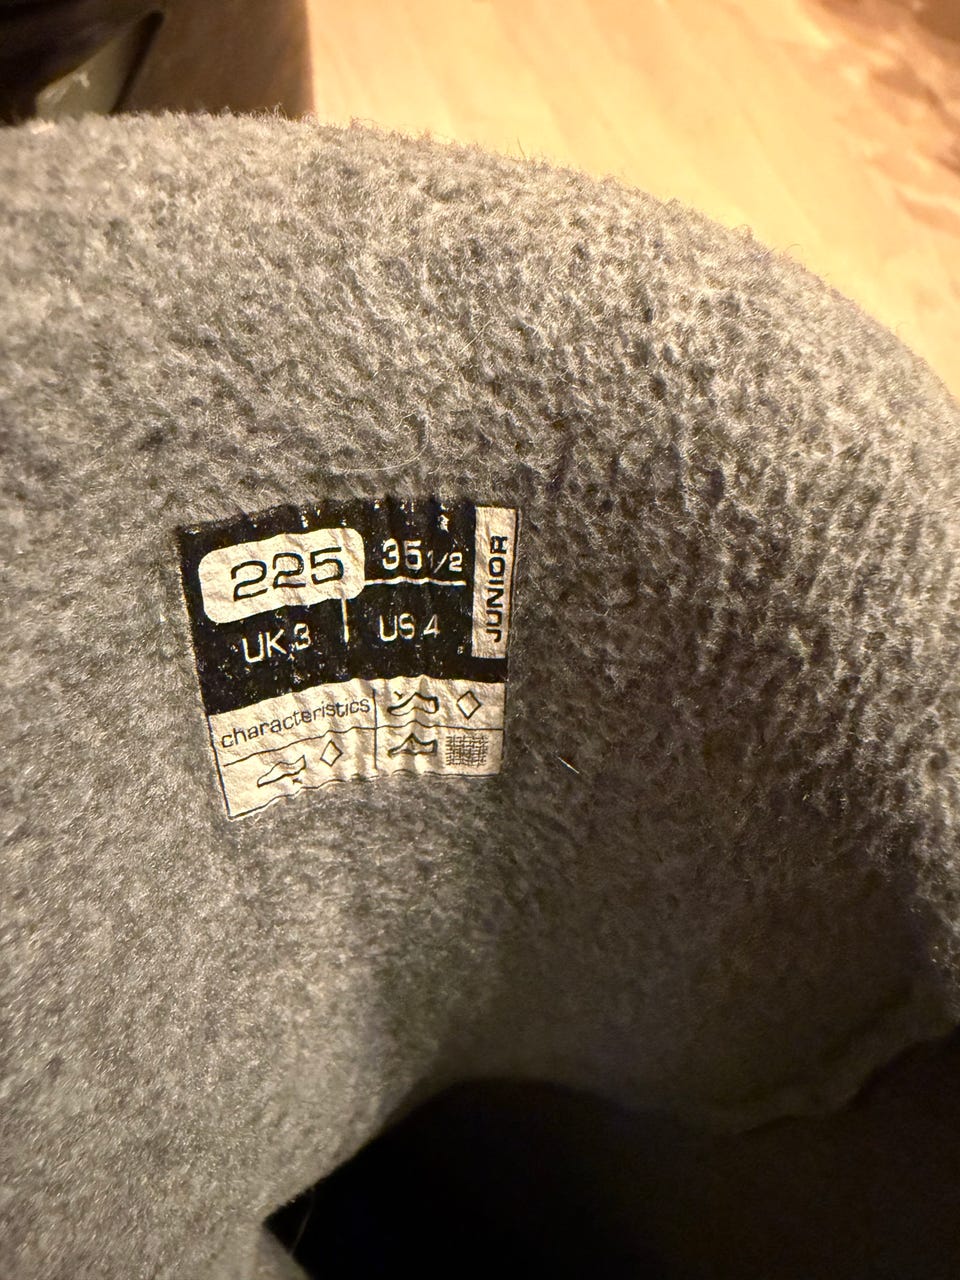 225 35 1/2
UK 3 US 4
JUNIOR
characteristics